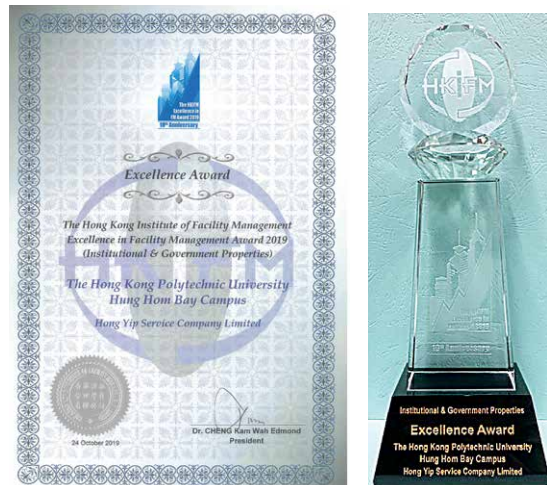 The HKIFM
Excellence in
FM Award 2019
10th Anniversary
Excellence Award
The Hong Kong Institute of Facility Management
Excellence in Facility Management Award 2019
(Institutional & Government Properties)
HKIFM
The Hong Kong Polytechnic University
Hung Hom Bay Campus
Hong Yip Service Company Limited
24 October 2019
Dr. CHENG Kam Wah Edmond
President
HKIFM
10th Anniversary
Institutional & Government Properties
Excellence Award
The Hong Kong Polytechnic University
Hung Hom Bay Campus
Hong Yip Service Company Limited